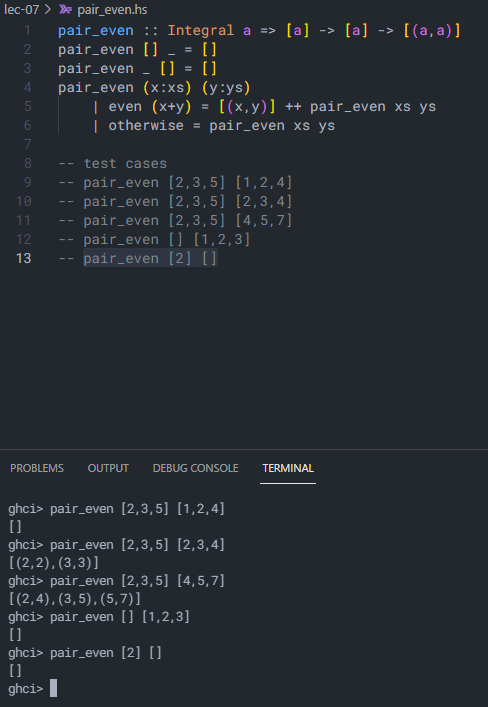 lec-07 > pair_even.hs
1 pair_even :: Integral a => [a] -> [a] -> [(a,a)]
2 pair_even [] _ = []
3 pair_even _ [] = []
4 pair_even (x:xs) (y:ys)
5     | even (x+y) = [(x,y)] ++ pair_even xs ys
6     | otherwise = pair_even xs ys
7
8 -- test cases
9 -- pair_even [2,3,5] [1,2,4]
10 -- pair_even [2,3,5] [2,3,4]
11 -- pair_even [2,3,5] [4,5,7]
12 -- pair_even [] [1,2,3]
13 -- pair_even [2] []
PROBLEMS OUTPUT DEBUG CONSOLE TERMINAL
ghci> pair_even [2,3,5] [1,2,4]
[]
ghci> pair_even [2,3,5] [2,3,4]
[(2,2),(3,3)]
ghci> pair_even [2,3,5] [4,5,7]
[(2,4),(3,5),(5,7)]
ghci> pair_even [] [1,2,3]
[]
ghci> pair_even [2] []
[]
ghci>